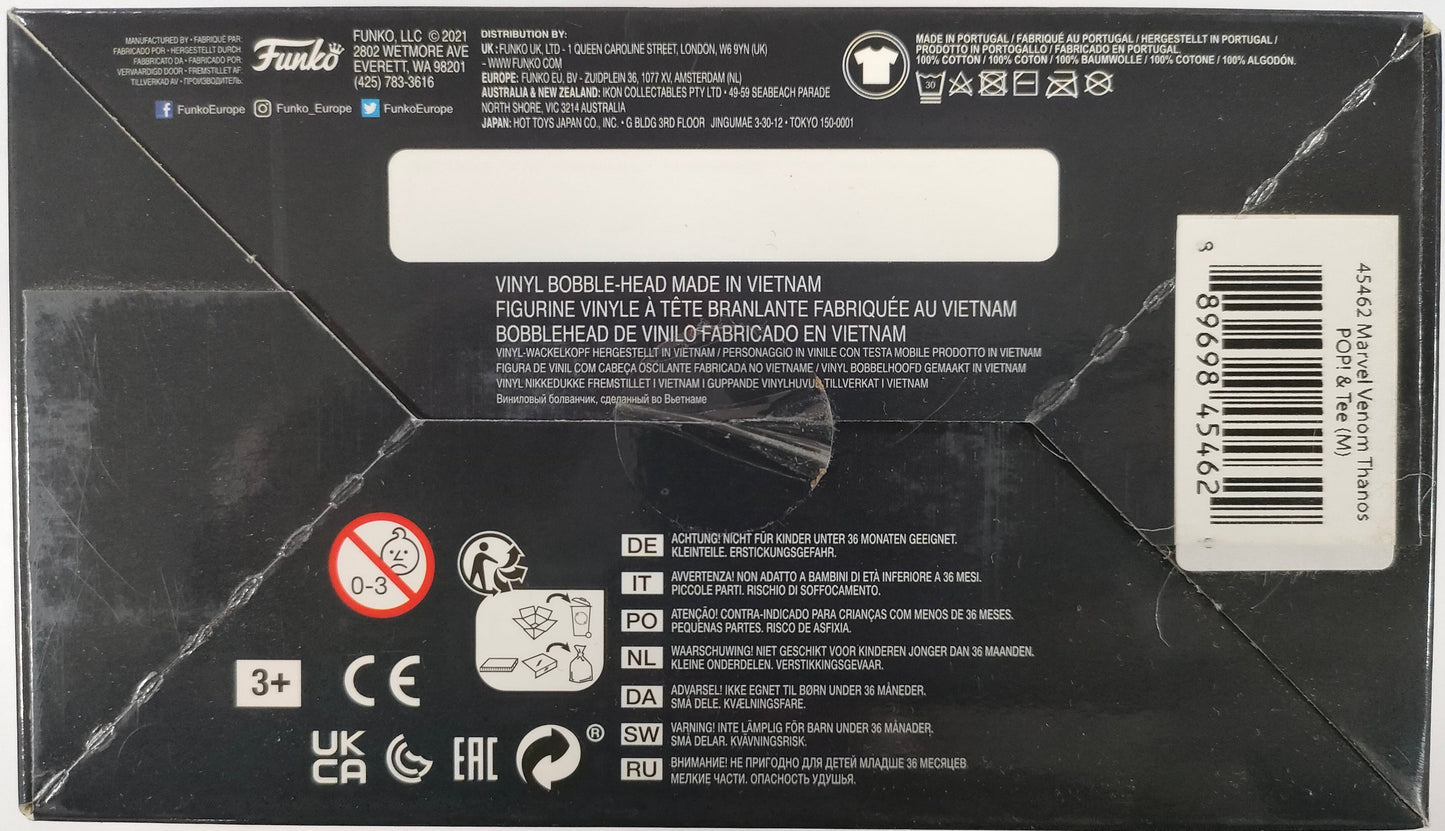 MANUFACTURED BY • FABRIQUÉ PAR:
FABRICADO POR • HERGESTELLT DURCH
FABBRICATO DA • FABRICADO POR:
VERVAARDIGD DOOR • FREMSTILLET AF:
TILLVERKAD AV • ПРОИЗВОДИТЕЛЬ:
Funko
FUNKO, LLC © 2021
2802 WETMORE AVE
EVERETT, WA 98201
(425) 783-3616
FunkoEurope Funko_Europe FunkoEurope
DISTRIBUTION BY:
UK : FUNKO UK, LTD - 1 QUEEN CAROLINE STREET, LONDON, W6 9YN (UK)
- WWW FUNKO COM
EUROPE: FUNKO EU, BV - ZUIDPLEIN 36, 1077 XV, AMSTERDAM (NL)
AUSTRALIA & NEW ZEALAND: IKON COLLECTABLES PTY LTD • 49-59 SEABEACH PARADE
NORTH SHORE, VIC 3214 AUSTRALIA
JAPAN: HOT TOYS JAPAN CO., INC. • G BLDG 3RD FLOOR JINGUMAE 3-30-12 • TOKYO 150-0001
MADE IN PORTUGAL / FABRIQUÉ AU PORTUGAL / HERGESTELLT IN PORTUGAL /
PRODOTTO IN PORTOGALLO / FABRICADO EN PORTUGAL.
100% COTTON / 100% COTON / 100% BAUMWOLLE / 100% COTONE / 100% ALGODÓN.
30
VINYL BOBBLE-HEAD MADE IN VIETNAM
FIGURINE VINYLE À TÊTE BRANLANTE FABRIQUÉE AU VIETNAM
BOBBLEHEAD DE VINILO FABRICADO EN VIETNAM
VINYL-WACKELKOPF HERGESTELLT IN VIETNAM / PERSONAGGIO IN VINILE CON TESTA MOBILE PRODOTTO IN VIETNAM
FIGURA DE VINIL COM CABEÇA OSCILANTE FABRICADA NO VIETNAME / VINYL BOBBELHOOFD GEMAAKT IN VIETNAM
VINYL NIKKEDUKKE FREMSTILLET I VIETNAM I GUPPANDE VINYLHUVUD TILLVERKAT I VIETNAM
Виниловый болванчик, сделанный во Вьетнаме
45462 Marvel Venom Thanos
POP! & Tee (M)
8 89698 45462 9
0-3
3+
CE
UK
CA
EAC
®
DE ACHTUNG! NICHT FÜR KINDER UNTER 36 MONATEN GEEIGNET.
KLEINTEILE. ERSTICKUNGSGEFAHR.
IT AVVERTENZA! NON ADATTO A BAMBINI DI ETÀ INFERIORE A 36 MESI.
PICCOLE PARTI. RISCHIO DI SOFFOCAMENTO.
PO ATENÇÃO! CONTRA-INDICADO PARA CRIANÇAS COM MENOS DE 36 MESES.
PEQUENAS PARTES. RISCO DE ASFIXIA.
NL WAARSCHUWING! NIET GESCHIKT VOOR KINDEREN JONGER DAN 36 MAANDEN.
KLEINE ONDERDELEN. VERSTIKKINGSGEVAAR.
DA ADVARSEL! IKKE EGNET TIL BØRN UNDER 36 MÅNEDER.
SMÅ DELE. KVÆLNINGSFARE.
SW VARNING! INTE LÄMPLIG FÖR BARN UNDER 36 MÅNADER.
SMÅ DELAR. KVÄVNINGSRISK.
RU ВНИМАНИЕ! НЕ ПРИГОДНО ДЛЯ ДЕТЕЙ МЛАДШЕ 36 МЕСЯЦЕВ
МЕЛКИЕ ЧАСТИ. ОПАСНОСТЬ УДУШЬЯ.